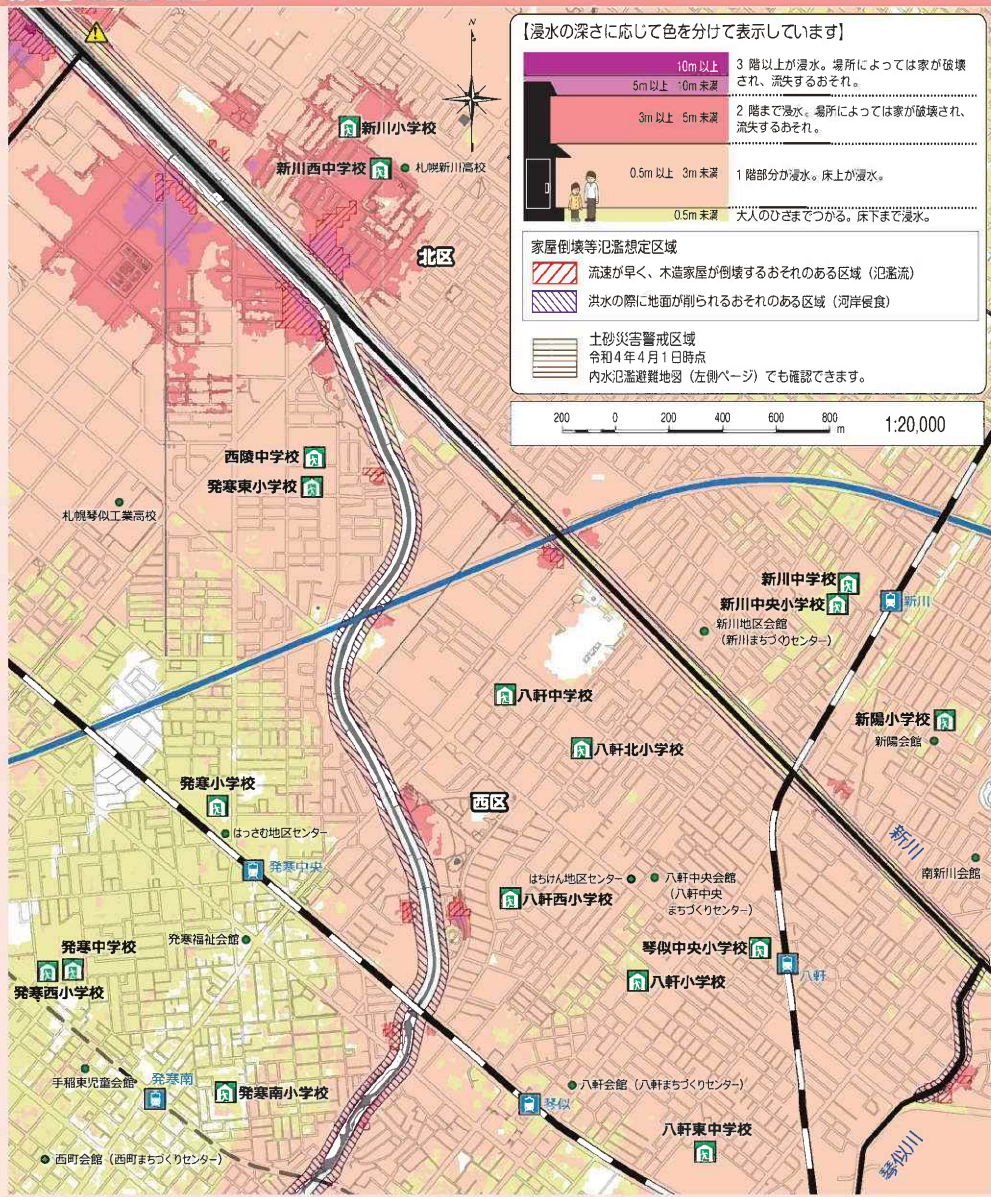 N
【浸水の深さに応じて色を分けて表示しています】
10m以上
3 階以上が浸水。場所によっては家が破壊
され、流失するおそれ。
5m以上 10m未満
3m以上 5m未満
2 階まで浸水。場所によっては家が破壊され、
流失するおそれ。
0.5m以上 3m未満
1 階部分が浸水。床上が浸水。
0.5m未満
大人のひざまでつかる。床下まで浸水。
家屋倒壊等氾濫想定区域
流速が早く、木造家屋が倒壊するおそれのある区域（氾濫流）
洪水の際に地面が削られるおそれのある区域（河岸侵食）
土砂災害警戒区域
令和4年4月1日時点
内水氾濫避難地図（左側ページ）でも確認できます。
200 0 200 400 600 800 m
1:20,000
新川小学校
新川西中学校
札幌新川高校
北区
西陵中学校
発寒東小学校
札幌琴似工業高校
新川中学校
新川中央小学校
新川
新川地区会館
（新川まちづくりセンター）
八軒中学校
新陽小学校
新陽会館
八軒北小学校
発寒小学校
西区
はっさむ地区センター
新川
発寒中央
南新川会館
はちけん地区センター
八軒中央会館
（八軒中央
まちづくりセンター）
八軒西小学校
発寒福祉会館
発寒中学校
琴似中央小学校
八軒
八軒小学校
発寒西小学校
手稲東児童会館
発寒南
発寒南小学校
八軒会館（八軒まちづくりセンター）
琴似
八軒東中学校
西町会館（西町まちづくりセンター）
琴似川